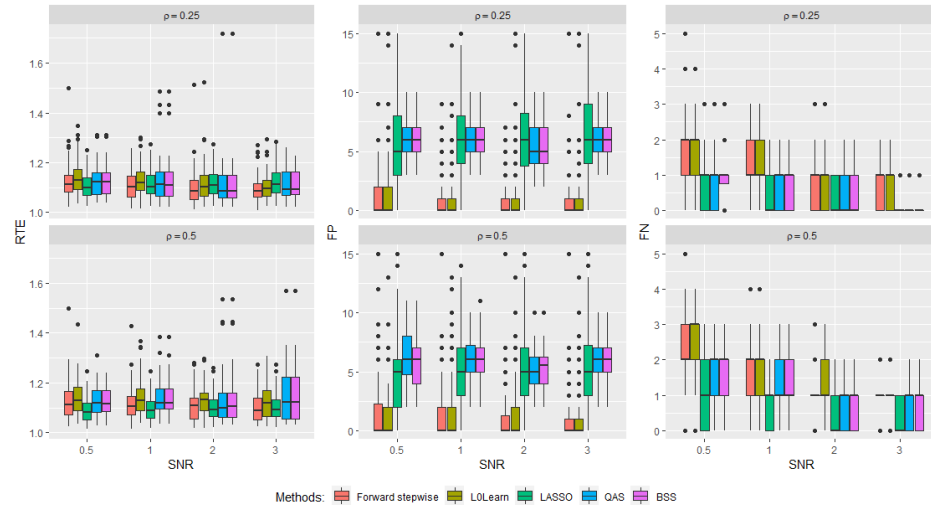 ρ = 0.25
ρ = 0.25
ρ = 0.25
1.6
1.4
1.2
1.0
15
10
5
0
5
4
3
2
1
0
RTE
FP
FN
ρ = 0.5
ρ = 0.5
ρ = 0.5
1.6
1.4
1.2
1.0
15
10
5
0
5
4
3
2
1
0
0.5 1 2 3
0.5 1 2 3
0.5 1 2 3
SNR
SNR
SNR
Methods: Forward stepwise L0Learn LASSO QAS BSS